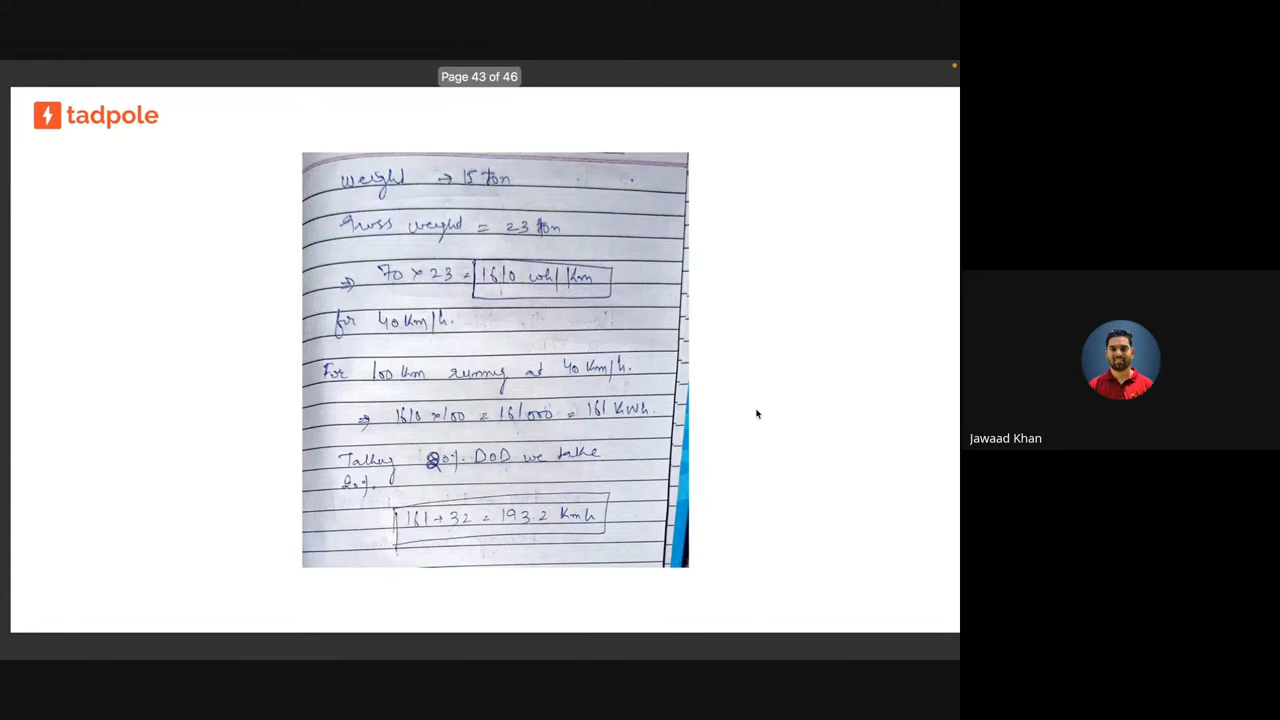 Page 43 of 46
tadpole
Weight → 15 ton
Gross weight = 23 ton
⇒ 70 × 23 = 1610 wh/km
for 40 Km/h.
For 100 km running at 40 Km/h.
⇒ 1610 × 100 = 161000 = 161 KWh.
Taking 80% DOD we take
20%.
161 + 32 = 193.2 Kwh
Jawaad Khan